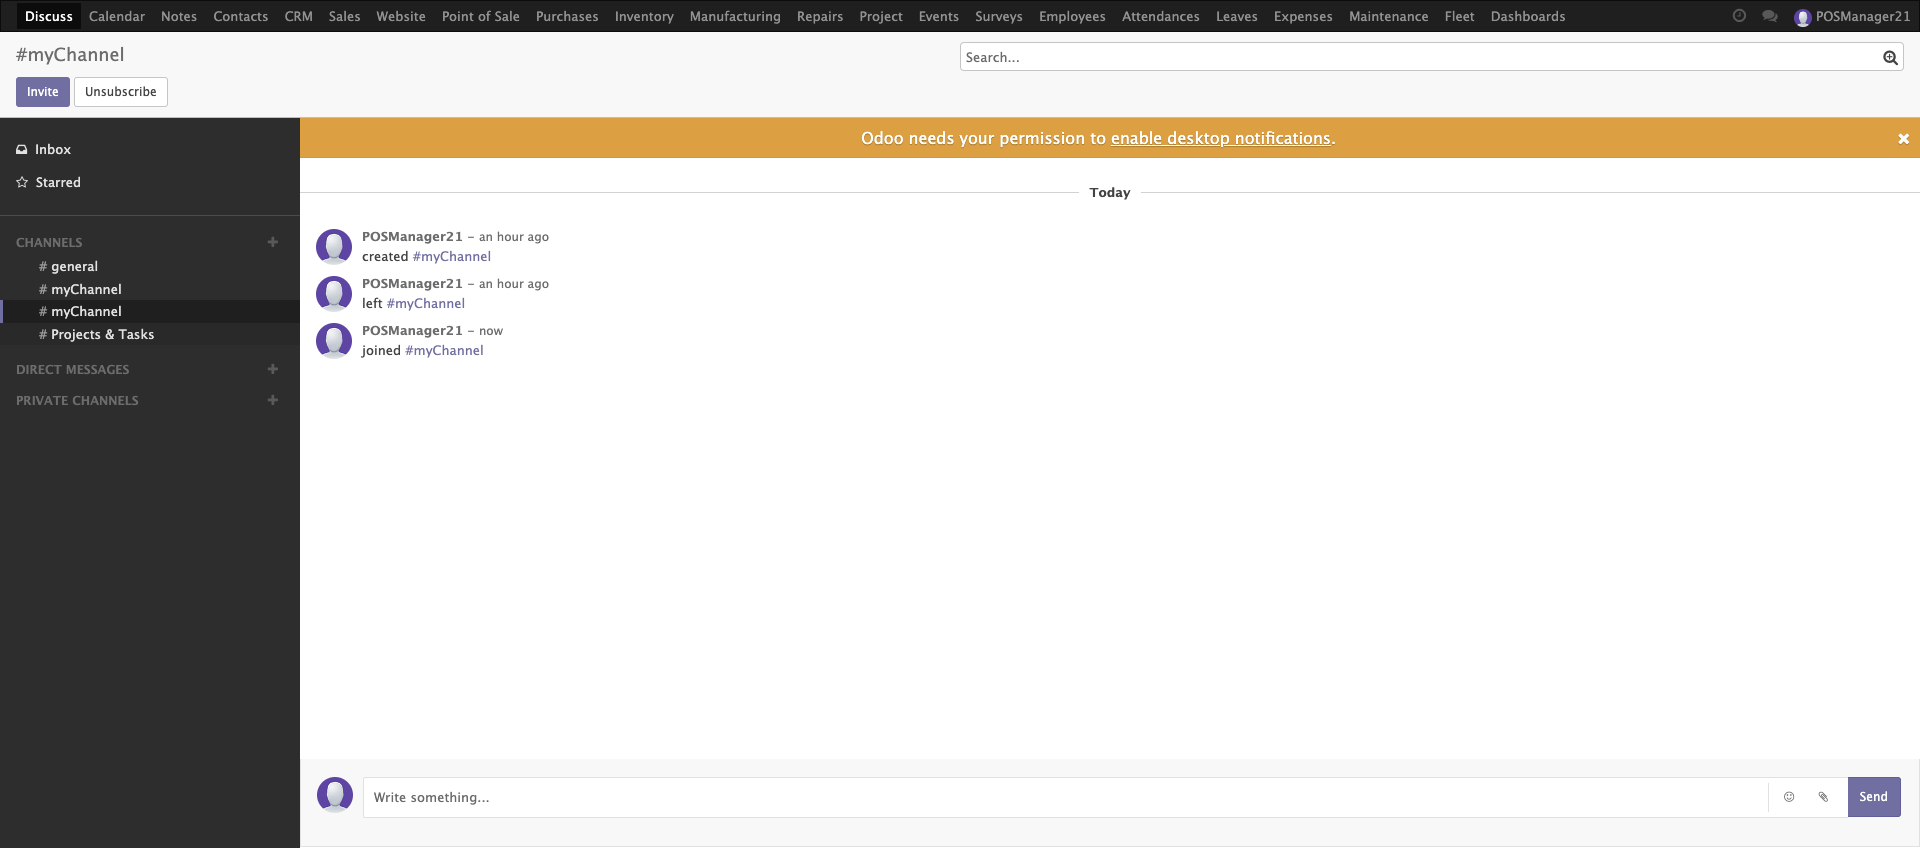 Discuss Calendar Notes Contacts CRM Sales Website Point of Sale Purchases Inventory Manufacturing Repairs Project Events Surveys Employees Attendances Leaves Expenses Maintenance Fleet Dashboards POSManager21
#myChannel
Search...
Invite Unsubscribe
Odoo needs your permission to enable desktop notifications.
Inbox
Starred
CHANNELS
# general
# myChannel
# myChannel
# Projects & Tasks
DIRECT MESSAGES
PRIVATE CHANNELS
Today
POSManager21 – an hour ago
created #myChannel
POSManager21 – an hour ago
left #myChannel
POSManager21 – now
joined #myChannel
Write something...
Send